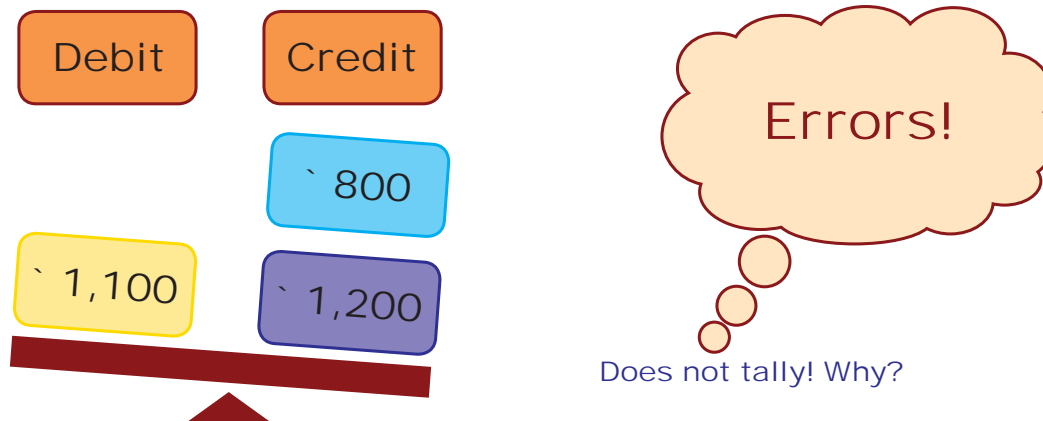 Debit
Credit
` 800
` 1,100
` 1,200
Errors!
Does not tally! Why?